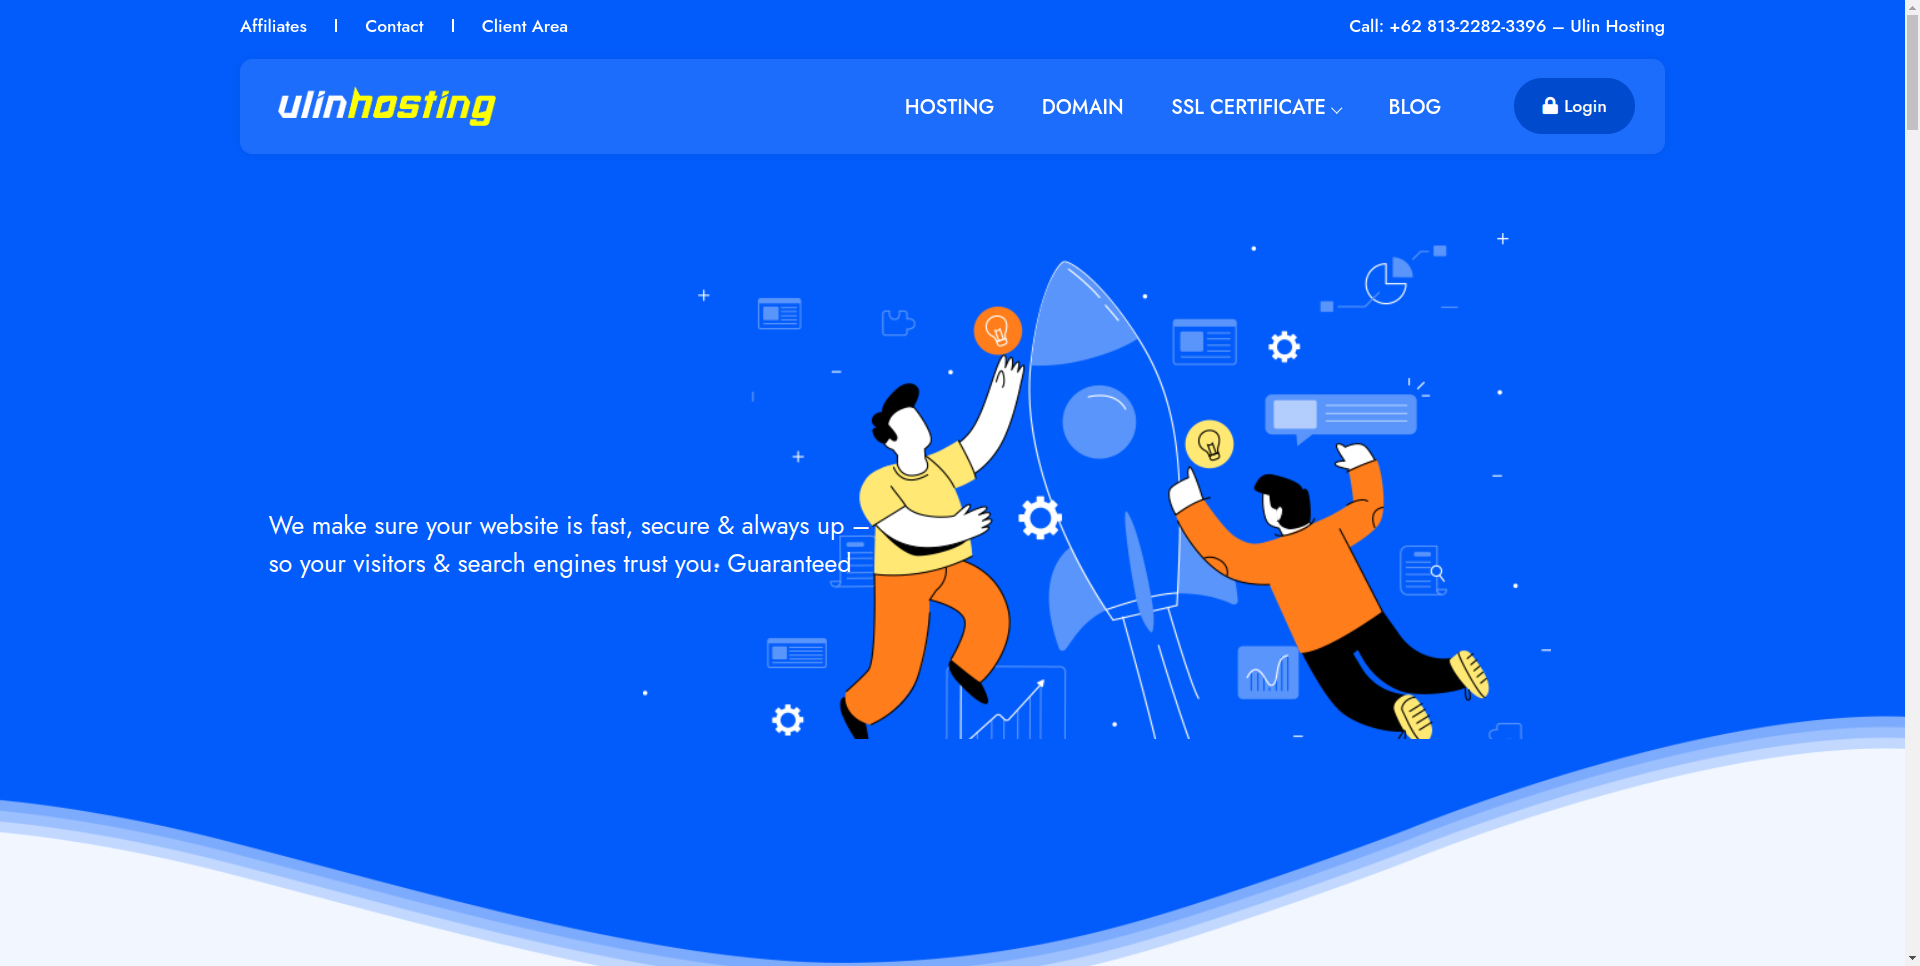 Affiliates
Contact
Client Area
Call: +62 813-2282-3396 – Ulin Hosting
ulinhosting
HOSTING
DOMAIN
SSL CERTIFICATE
BLOG
Login
We make sure your website is fast, secure & always up –
so your visitors & search engines trust you. Guaranteed